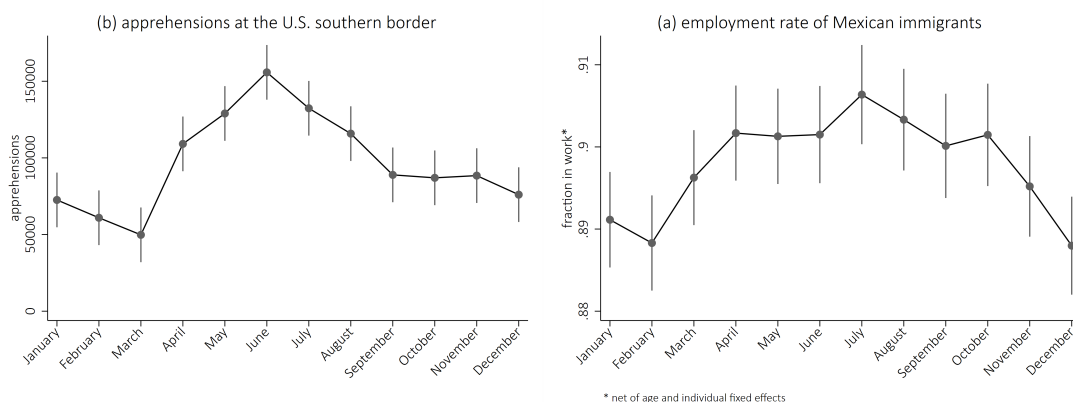 (b) apprehensions at the U.S. southern border
apprehensions
150000
100000
50000
0
January
February
March
April
May
June
July
August
September
October
November
December
(a) employment rate of Mexican immigrants
fraction in work*
.91
.9
.89
.88
January
February
March
April
May
June
July
August
September
October
November
December
* net of age and individual fixed effects